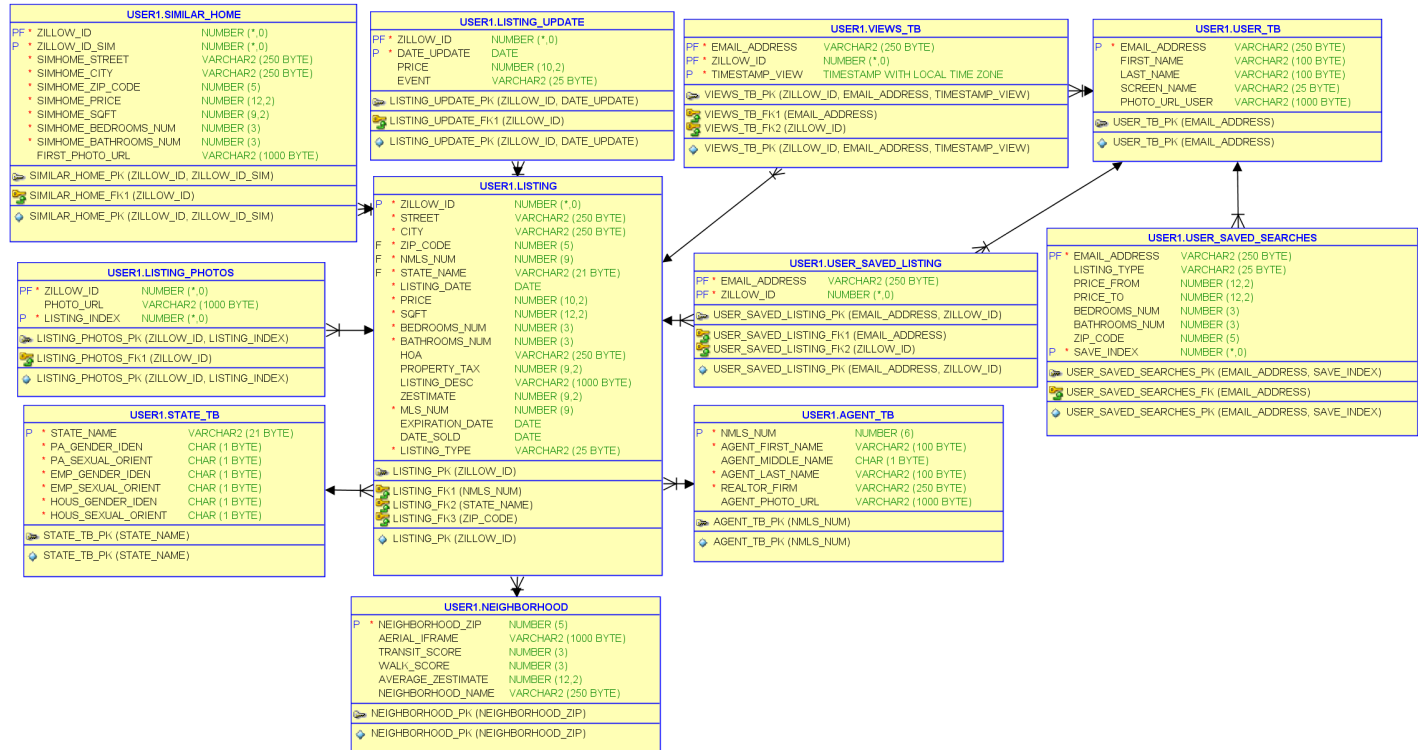 USER1.SIMILAR_HOME
PF * ZILLOW_ID NUMBER (*,0)
P * ZILLOW_ID_SIM NUMBER (*,0)
* SIMHOME_STREET VARCHAR2 (250 BYTE)
* SIMHOME_CITY VARCHAR2 (250 BYTE)
* SIMHOME_ZIP_CODE NUMBER (5)
* SIMHOME_PRICE NUMBER (12,2)
* SIMHOME_SQFT NUMBER (9,2)
* SIMHOME_BEDROOMS_NUM NUMBER (3)
* SIMHOME_BATHROOMS_NUM NUMBER (3)
FIRST_PHOTO_URL VARCHAR2 (1000 BYTE)
SIMILAR_HOME_PK (ZILLOW_ID, ZILLOW_ID_SIM)
SIMILAR_HOME_FK1 (ZILLOW_ID)
SIMILAR_HOME_PK (ZILLOW_ID, ZILLOW_ID_SIM)
USER1.LISTING_UPDATE
PF * ZILLOW_ID NUMBER (*,0)
P * DATE_UPDATE DATE
PRICE NUMBER (10,2)
EVENT VARCHAR2 (25 BYTE)
LISTING_UPDATE_PK (ZILLOW_ID, DATE_UPDATE)
LISTING_UPDATE_FK1 (ZILLOW_ID)
LISTING_UPDATE_PK (ZILLOW_ID, DATE_UPDATE)
USER1.VIEWS_TB
PF * EMAIL_ADDRESS VARCHAR2 (250 BYTE)
PF * ZILLOW_ID NUMBER (*,0)
P * TIMESTAMP_VIEW TIMESTAMP WITH LOCAL TIME ZONE
VIEWS_TB_PK (ZILLOW_ID, EMAIL_ADDRESS, TIMESTAMP_VIEW)
VIEWS_TB_FK1 (EMAIL_ADDRESS)
VIEWS_TB_FK2 (ZILLOW_ID)
VIEWS_TB_PK (ZILLOW_ID, EMAIL_ADDRESS, TIMESTAMP_VIEW)
USER1.USER_TB
P * EMAIL_ADDRESS VARCHAR2 (250 BYTE)
FIRST_NAME VARCHAR2 (100 BYTE)
LAST_NAME VARCHAR2 (100 BYTE)
SCREEN_NAME VARCHAR2 (25 BYTE)
PHOTO_URL_USER VARCHAR2 (1000 BYTE)
USER_TB_PK (EMAIL_ADDRESS)
USER_TB_PK (EMAIL_ADDRESS)
USER1.LISTING
P * ZILLOW_ID NUMBER (*,0)
* STREET VARCHAR2 (250 BYTE)
* CITY VARCHAR2 (250 BYTE)
F * ZIP_CODE NUMBER (5)
F * NMLS_NUM NUMBER (9)
F * STATE_NAME VARCHAR2 (21 BYTE)
* LISTING_DATE DATE
* PRICE NUMBER (10,2)
* SQFT NUMBER (12,2)
* BEDROOMS_NUM NUMBER (3)
* BATHROOMS_NUM NUMBER (3)
HOA VARCHAR2 (250 BYTE)
PROPERTY_TAX NUMBER (9,2)
LISTING_DESC VARCHAR2 (1000 BYTE)
ZESTIMATE NUMBER (9,2)
* MLS_NUM NUMBER (9)
EXPIRATION_DATE DATE
DATE_SOLD DATE
* LISTING_TYPE VARCHAR2 (25 BYTE)
LISTING_PK (ZILLOW_ID)
LISTING_FK1 (NMLS_NUM)
LISTING_FK2 (STATE_NAME)
LISTING_FK3 (ZIP_CODE)
LISTING_PK (ZILLOW_ID)
USER1.LISTING_PHOTOS
PF * ZILLOW_ID NUMBER (*,0)
PHOTO_URL VARCHAR2 (1000 BYTE)
P * LISTING_INDEX NUMBER (*,0)
LISTING_PHOTOS_PK (ZILLOW_ID, LISTING_INDEX)
LISTING_PHOTOS_FK1 (ZILLOW_ID)
LISTING_PHOTOS_PK (ZILLOW_ID, LISTING_INDEX)
USER1.USER_SAVED_LISTING
PF * EMAIL_ADDRESS VARCHAR2 (250 BYTE)
PF * ZILLOW_ID NUMBER (*,0)
USER_SAVED_LISTING_PK (EMAIL_ADDRESS, ZILLOW_ID)
USER_SAVED_LISTING_FK1 (EMAIL_ADDRESS)
USER_SAVED_LISTING_FK2 (ZILLOW_ID)
USER_SAVED_LISTING_PK (EMAIL_ADDRESS, ZILLOW_ID)
USER1.USER_SAVED_SEARCHES
PF * EMAIL_ADDRESS VARCHAR2 (250 BYTE)
LISTING_TYPE VARCHAR2 (25 BYTE)
PRICE_FROM NUMBER (12,2)
PRICE_TO NUMBER (12,2)
BEDROOMS_NUM NUMBER (3)
BATHROOMS_NUM NUMBER (3)
ZIP_CODE NUMBER (5)
P * SAVE_INDEX NUMBER (*,0)
USER_SAVED_SEARCHES_PK (EMAIL_ADDRESS, SAVE_INDEX)
USER_SAVED_SEARCHES_FK (EMAIL_ADDRESS)
USER_SAVED_SEARCHES_PK (EMAIL_ADDRESS, SAVE_INDEX)
USER1.STATE_TB
P * STATE_NAME VARCHAR2 (21 BYTE)
* PA_GENDER_IDEN CHAR (1 BYTE)
* PA_SEXUAL_ORIENT CHAR (1 BYTE)
* EMP_GENDER_IDEN CHAR (1 BYTE)
* EMP_SEXUAL_ORIENT CHAR (1 BYTE)
* HOUS_GENDER_IDEN CHAR (1 BYTE)
* HOUS_SEXUAL_ORIENT CHAR (1 BYTE)
STATE_TB_PK (STATE_NAME)
STATE_TB_PK (STATE_NAME)
USER1.AGENT_TB
P * NMLS_NUM NUMBER (6)
* AGENT_FIRST_NAME VARCHAR2 (100 BYTE)
AGENT_MIDDLE_NAME CHAR (1 BYTE)
* AGENT_LAST_NAME VARCHAR2 (100 BYTE)
* REALTOR_FIRM VARCHAR2 (250 BYTE)
AGENT_PHOTO_URL VARCHAR2 (1000 BYTE)
AGENT_TB_PK (NMLS_NUM)
AGENT_TB_PK (NMLS_NUM)
USER1.NEIGHBORHOOD
P * NEIGHBORHOOD_ZIP NUMBER (5)
AERIAL_IFRAME VARCHAR2 (1000 BYTE)
TRANSIT_SCORE NUMBER (3)
WALK_SCORE NUMBER (3)
AVERAGE_ZESTIMATE NUMBER (12,2)
NEIGHBORHOOD_NAME VARCHAR2 (250 BYTE)
NEIGHBORHOOD_PK (NEIGHBORHOOD_ZIP)
NEIGHBORHOOD_PK (NEIGHBORHOOD_ZIP)